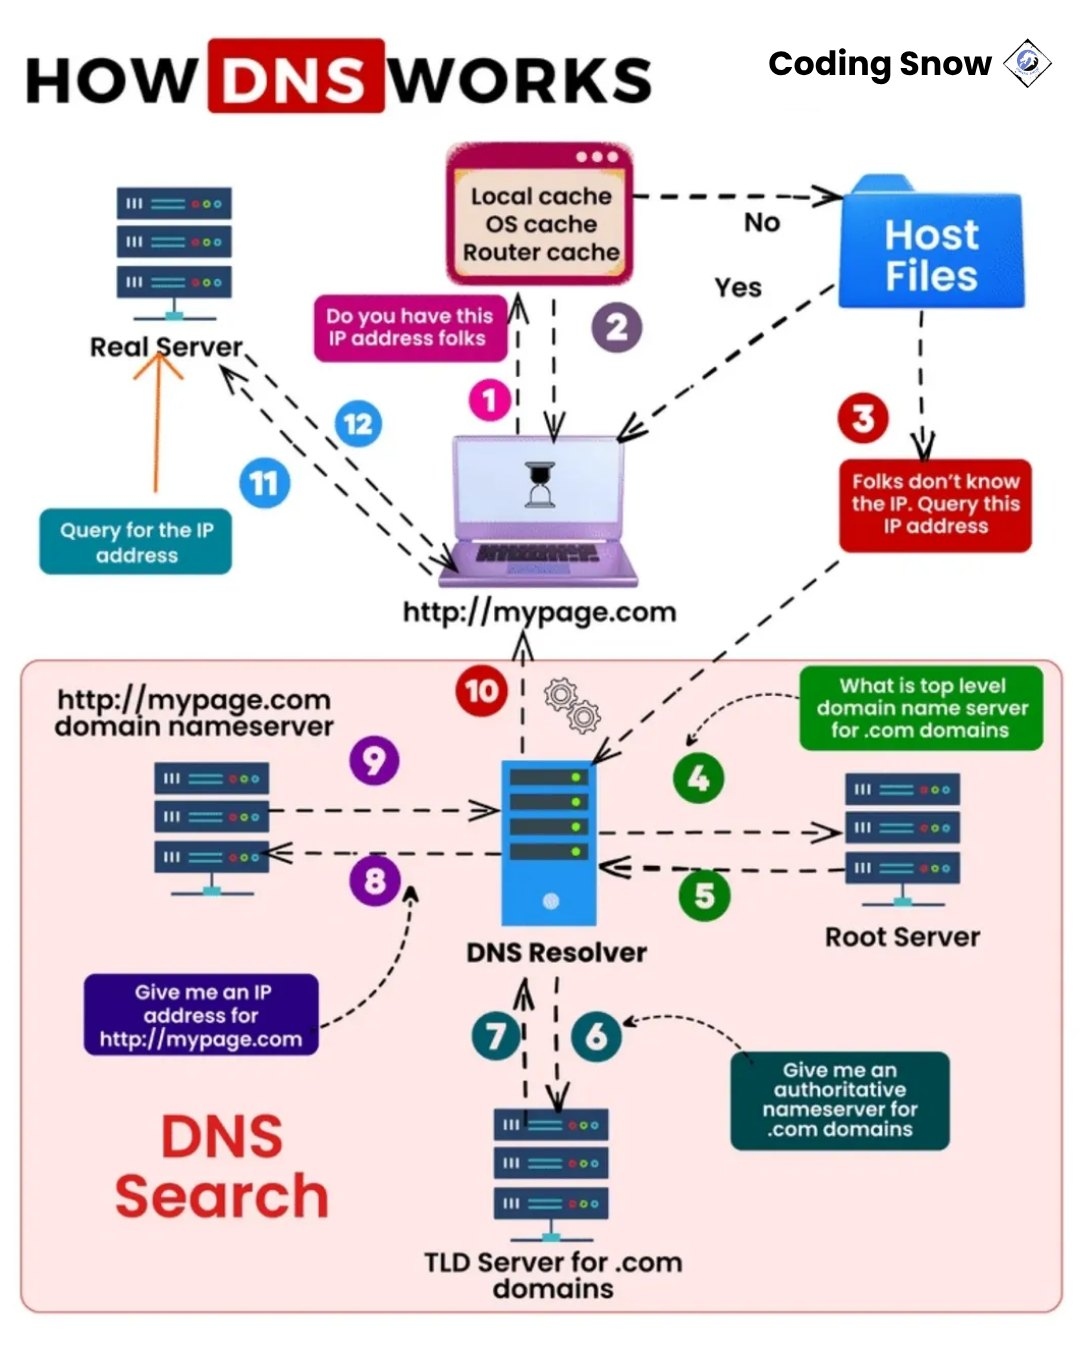 HOW DNS WORKS
Coding Snow
Local cache
OS cache
Router cache
No
Host
Files
Yes
Do you have this
IP address folks
2
1
Real Server
12
11
3
Folks don't know
the IP. Query this
IP address
Query for the IP
address
http://mypage.com
10
http://mypage.com
domain nameserver
What is top level
domain name server
for .com domains
9
4
8
5
DNS Resolver
Root Server
Give me an IP
address for
http://mypage.com
7
6
Give me an
authoritative
nameserver for
.com domains
DNS
Search
TLD Server for .com
domains